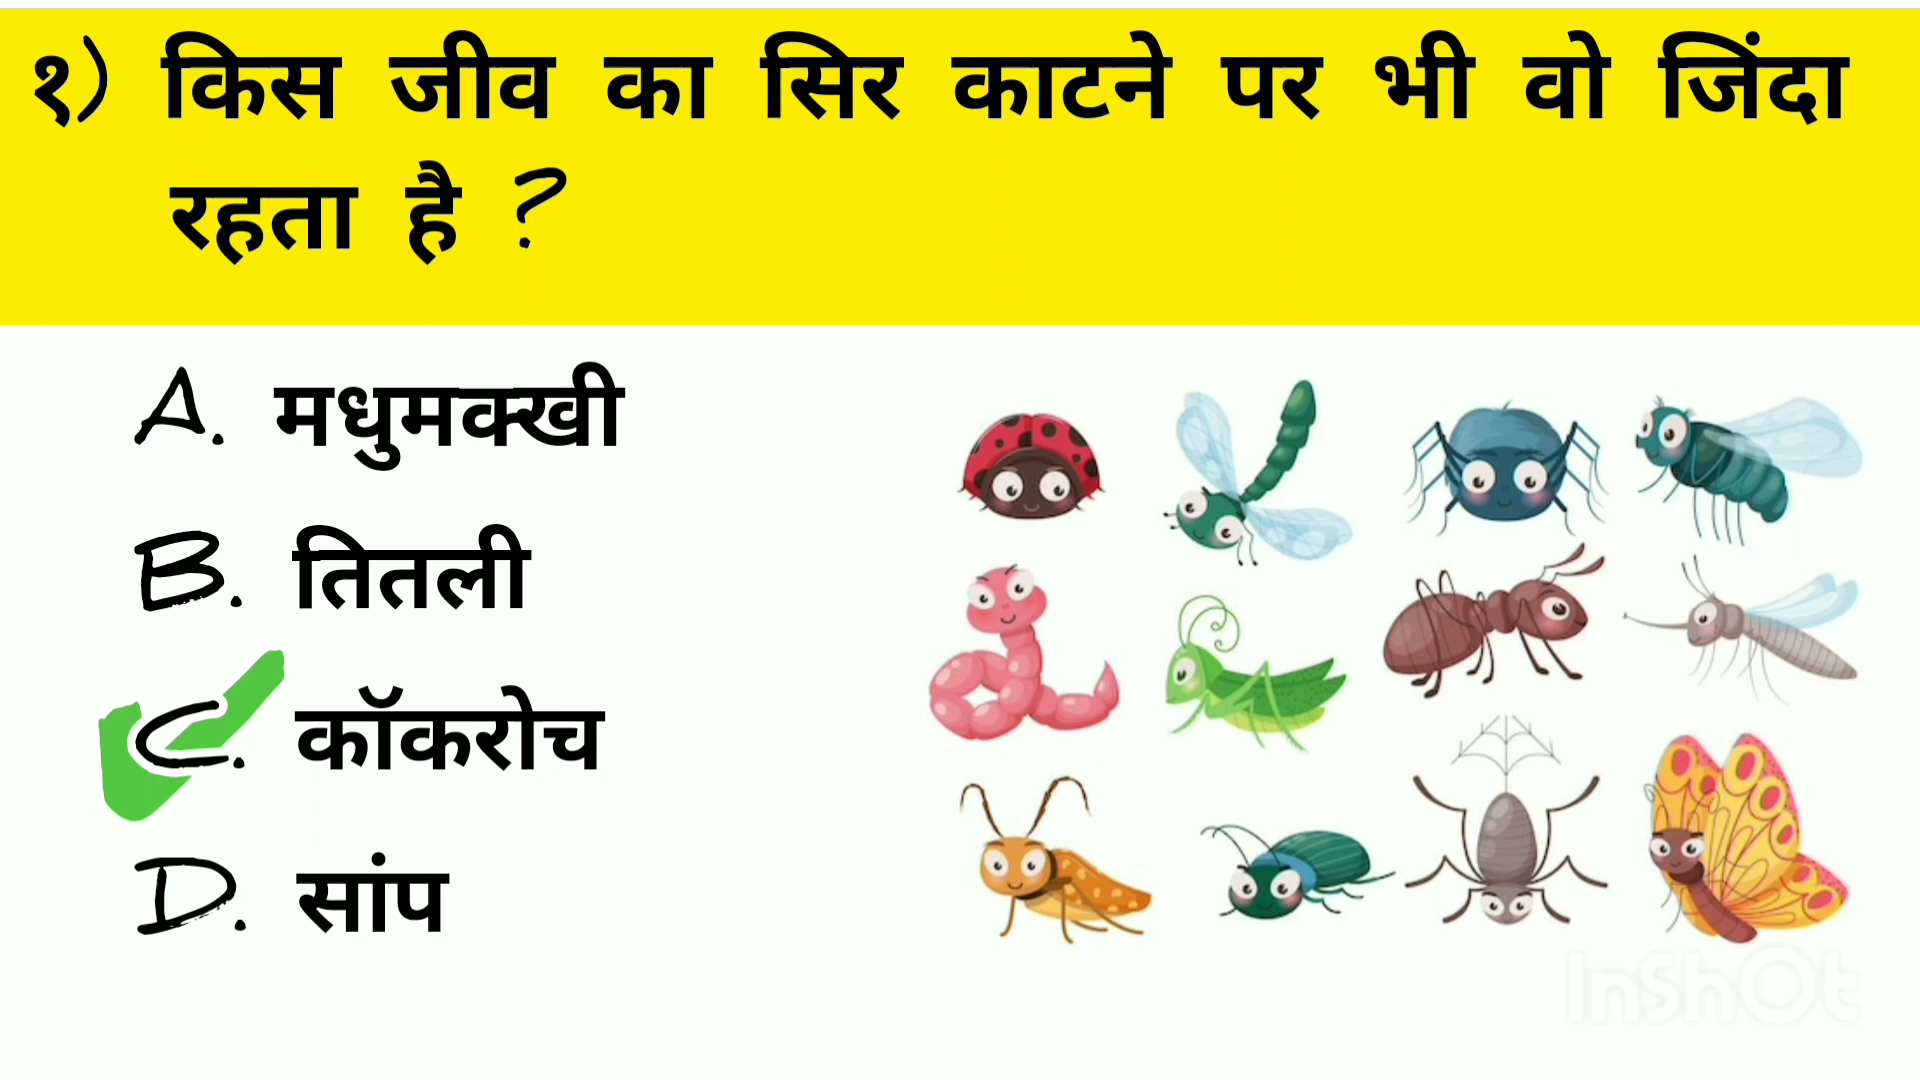 १) किस जीव का सिर काटने पर भी वो जिंदा
रहता है ?
A. मधुमक्खी
B. तितली
C. कॉकरोच
D. सांप
InShOt